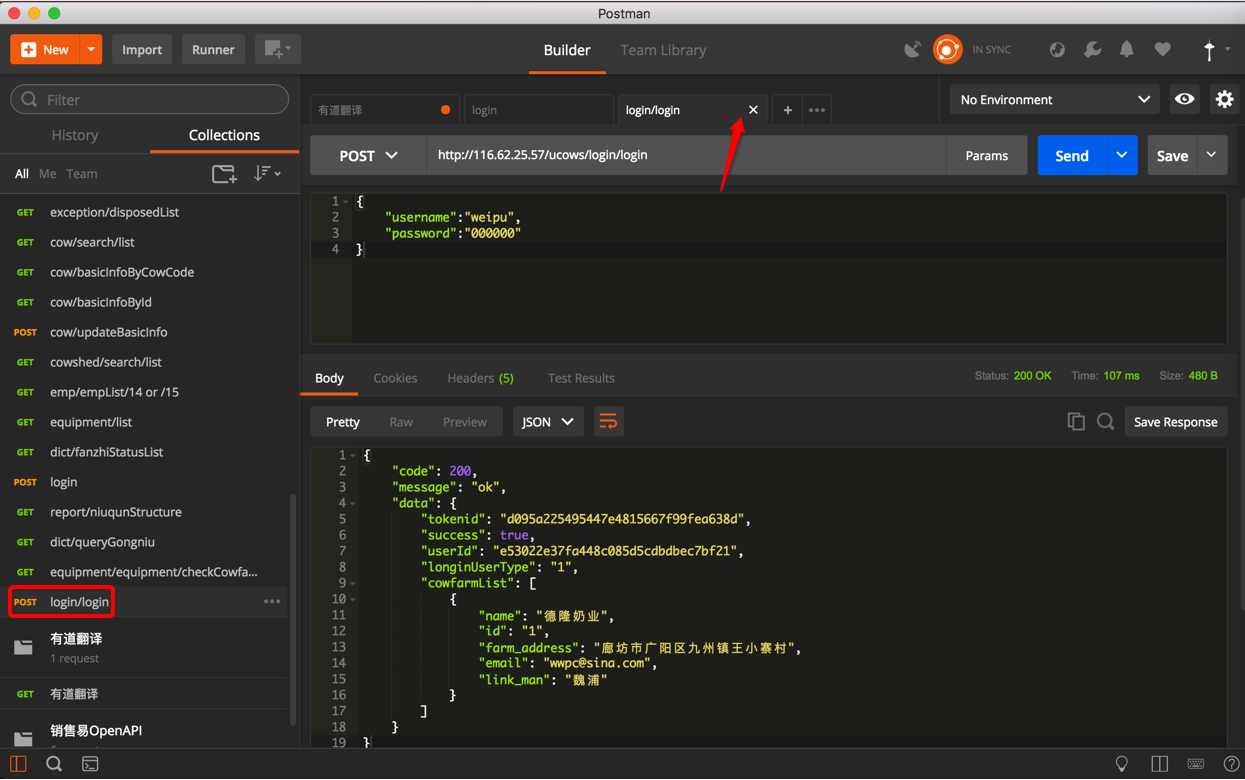 Postman
New
Import
Runner
Builder
Team Library
IN SYNC
Filter
History
Collections
All Me Team
GET exception/disposedList
GET cow/search/list
GET cow/basicInfoByCowCode
GET cow/basicInfoById
POST cow/updateBasicInfo
GET cowshed/search/list
GET emp/empList/14 or /15
GET equipment/list
GET dict/fanzhiStatusList
POST login
GET report/niuqunStructure
GET dict/queryGongniu
GET equipment/equipment/checkCowfa...
POST login/login
有道翻译
1 request
GET 有道翻译
销售易OpenAPI
有道翻译
login
login/login
No Environment
POST
http://116.62.25.57/ucows/login/login
Params
Send
Save
1 {
2 "username":"weipu",
3 "password":"000000"
4 }
Body
Cookies
Headers (5)
Test Results
Status: 200 OK
Time: 107 ms
Size: 480 B
Pretty
Raw
Preview
JSON
Save Response
1 {
2 "code": 200,
3 "message": "ok",
4 "data": {
5 "tokenid": "d095a225495447e4815667f99fea638d",
6 "success": true,
7 "userId": "e53022e37fa448c085d5cdbdbec7bf21",
8 "longinUserType": "1",
9 "cowfarmList": [
10 {
11 "name": "德隆奶业",
12 "id": "1",
13 "farm_address": "廊坊市广阳区九州镇王小寨村",
14 "email": "wwpc@sina.com",
15 "link_man": "魏浦"
16 }
17 ]
18 }
19 }